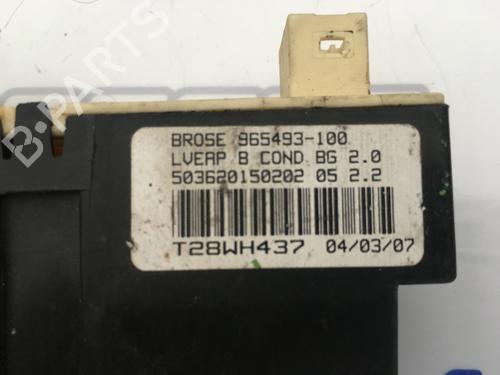 B-PARTS
BROSE 965493-100
LVEAP B COND BG 2.0
503620150202 05 2.2
T28WH437 04/03/07